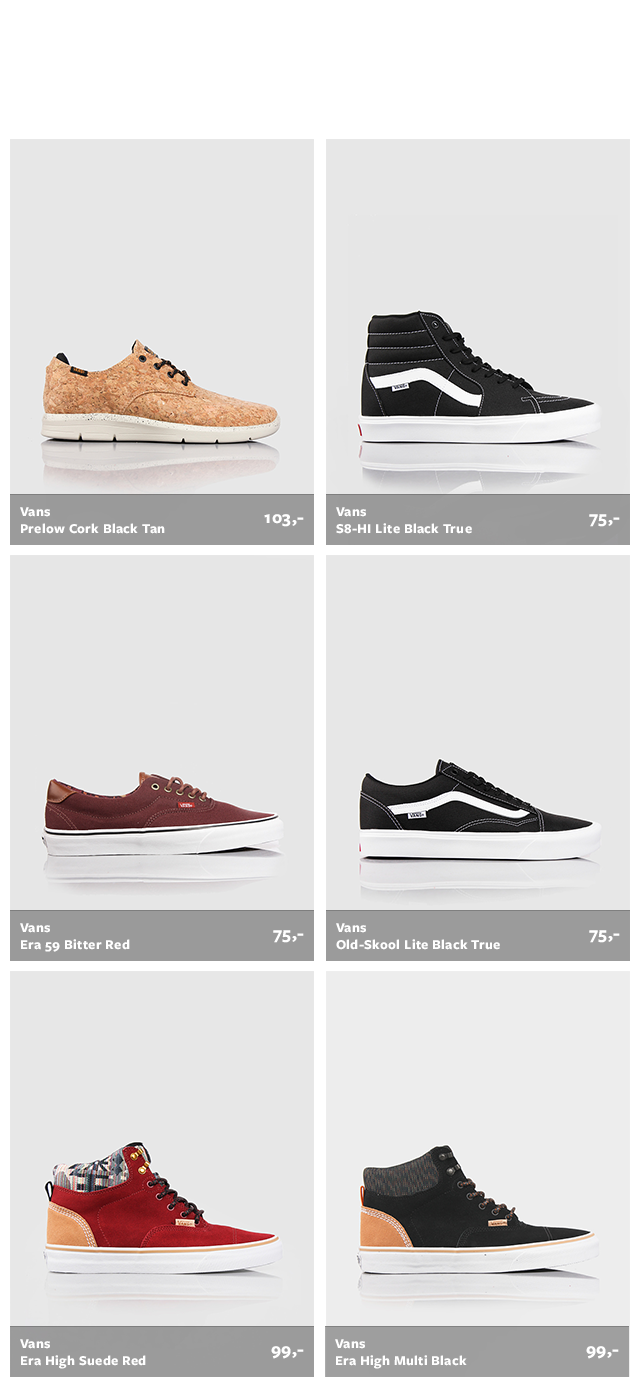 Vans
Prelow Cork Black Tan
103,-
Vans
S8-HI Lite Black True
75,-
Vans
Era 59 Bitter Red
75,-
Vans
Old-Skool Lite Black True
75,-
Vans
Era High Suede Red
99,-
Vans
Era High Multi Black
99,-